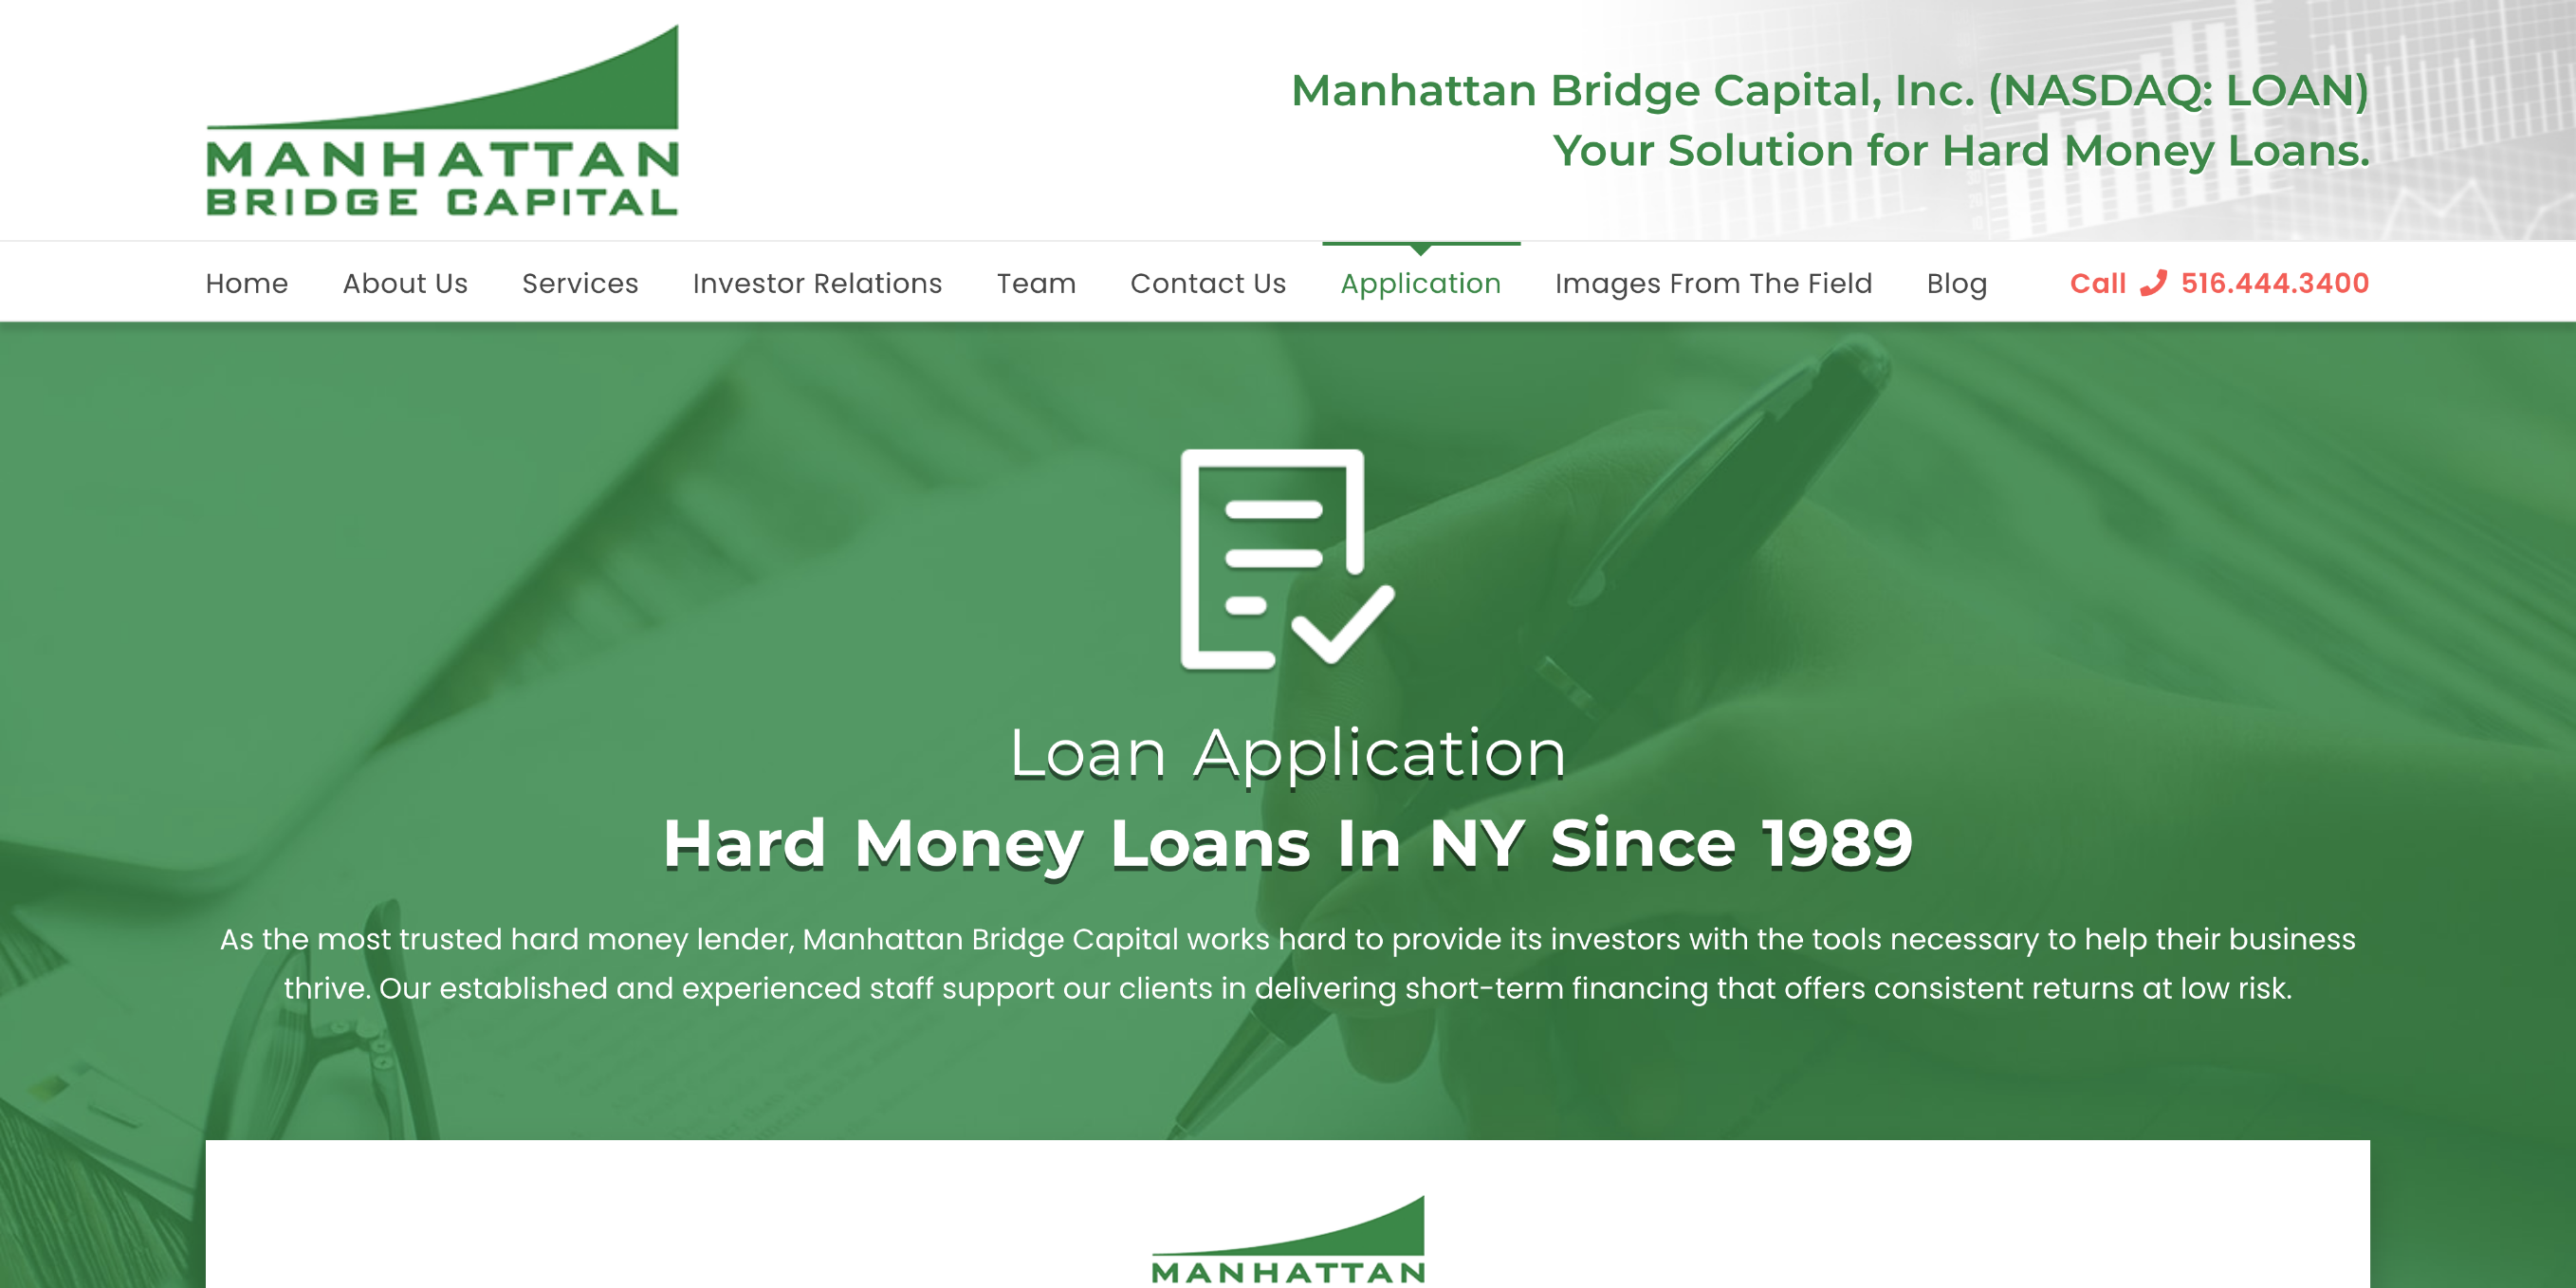 MANHATTAN
BRIDGE CAPITAL
Manhattan Bridge Capital, Inc. (NASDAQ: LOAN)
Your Solution for Hard Money Loans.
Home About Us Services Investor Relations Team Contact Us Application Images From The Field Blog Call 516.444.3400
Loan Application
Hard Money Loans In NY Since 1989
As the most trusted hard money lender, Manhattan Bridge Capital works hard to provide its investors with the tools necessary to help their business
thrive. Our established and experienced staff support our clients in delivering short-term financing that offers consistent returns at low risk.
MANHATTAN